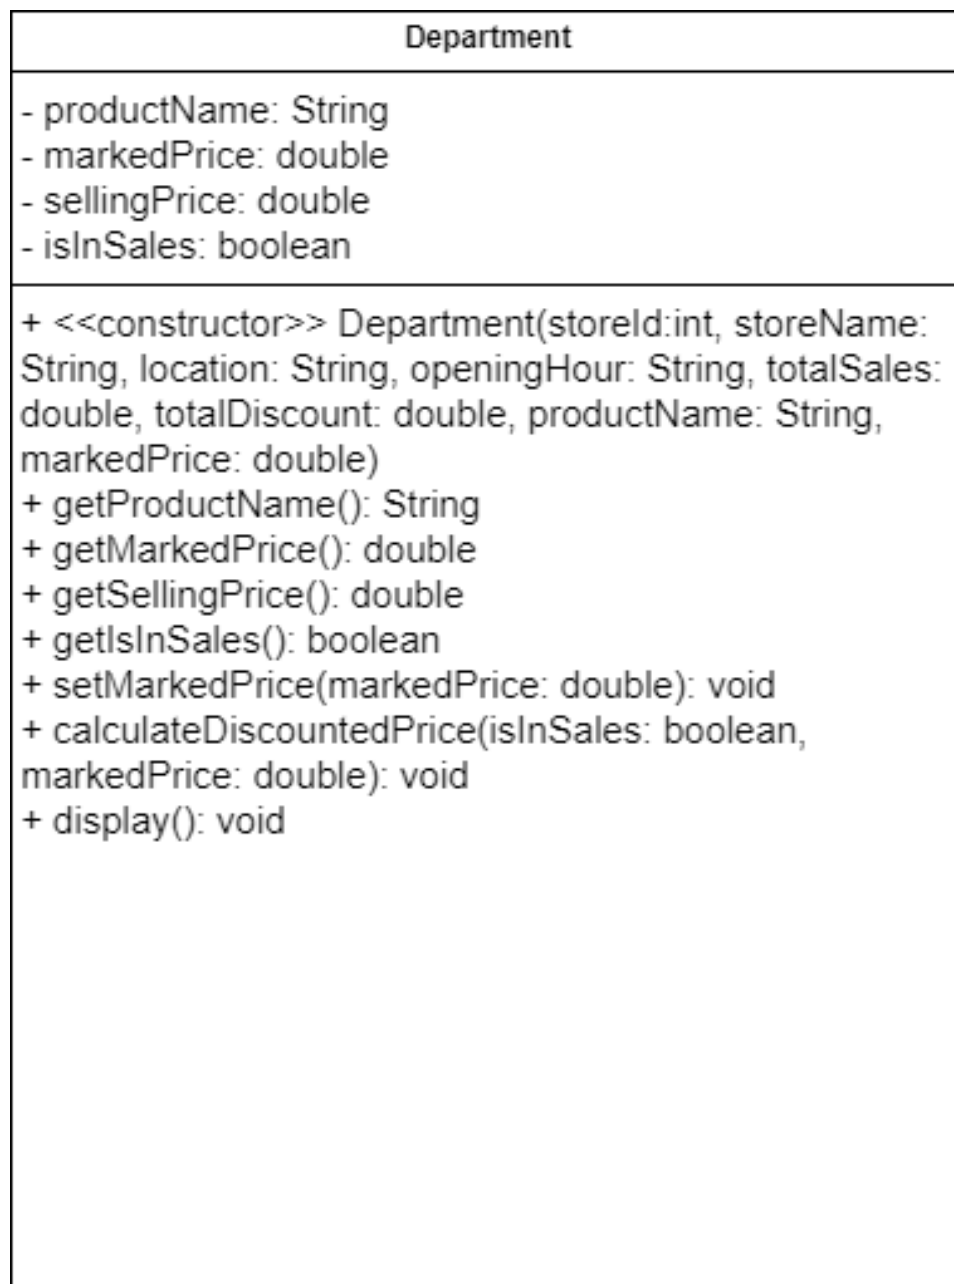 Department
- productName: String
- markedPrice: double
- sellingPrice: double
- isInSales: boolean
+ <<constructor>> Department(storeId:int, storeName:
String, location: String, openingHour: String, totalSales:
double, totalDiscount: double, productName: String,
markedPrice: double)
+ getProductName(): String
+ getMarkedPrice(): double
+ getSellingPrice(): double
+ getIsInSales(): boolean
+ setMarkedPrice(markedPrice: double): void
+ calculateDiscountedPrice(isInSales: boolean,
markedPrice: double): void
+ display(): void